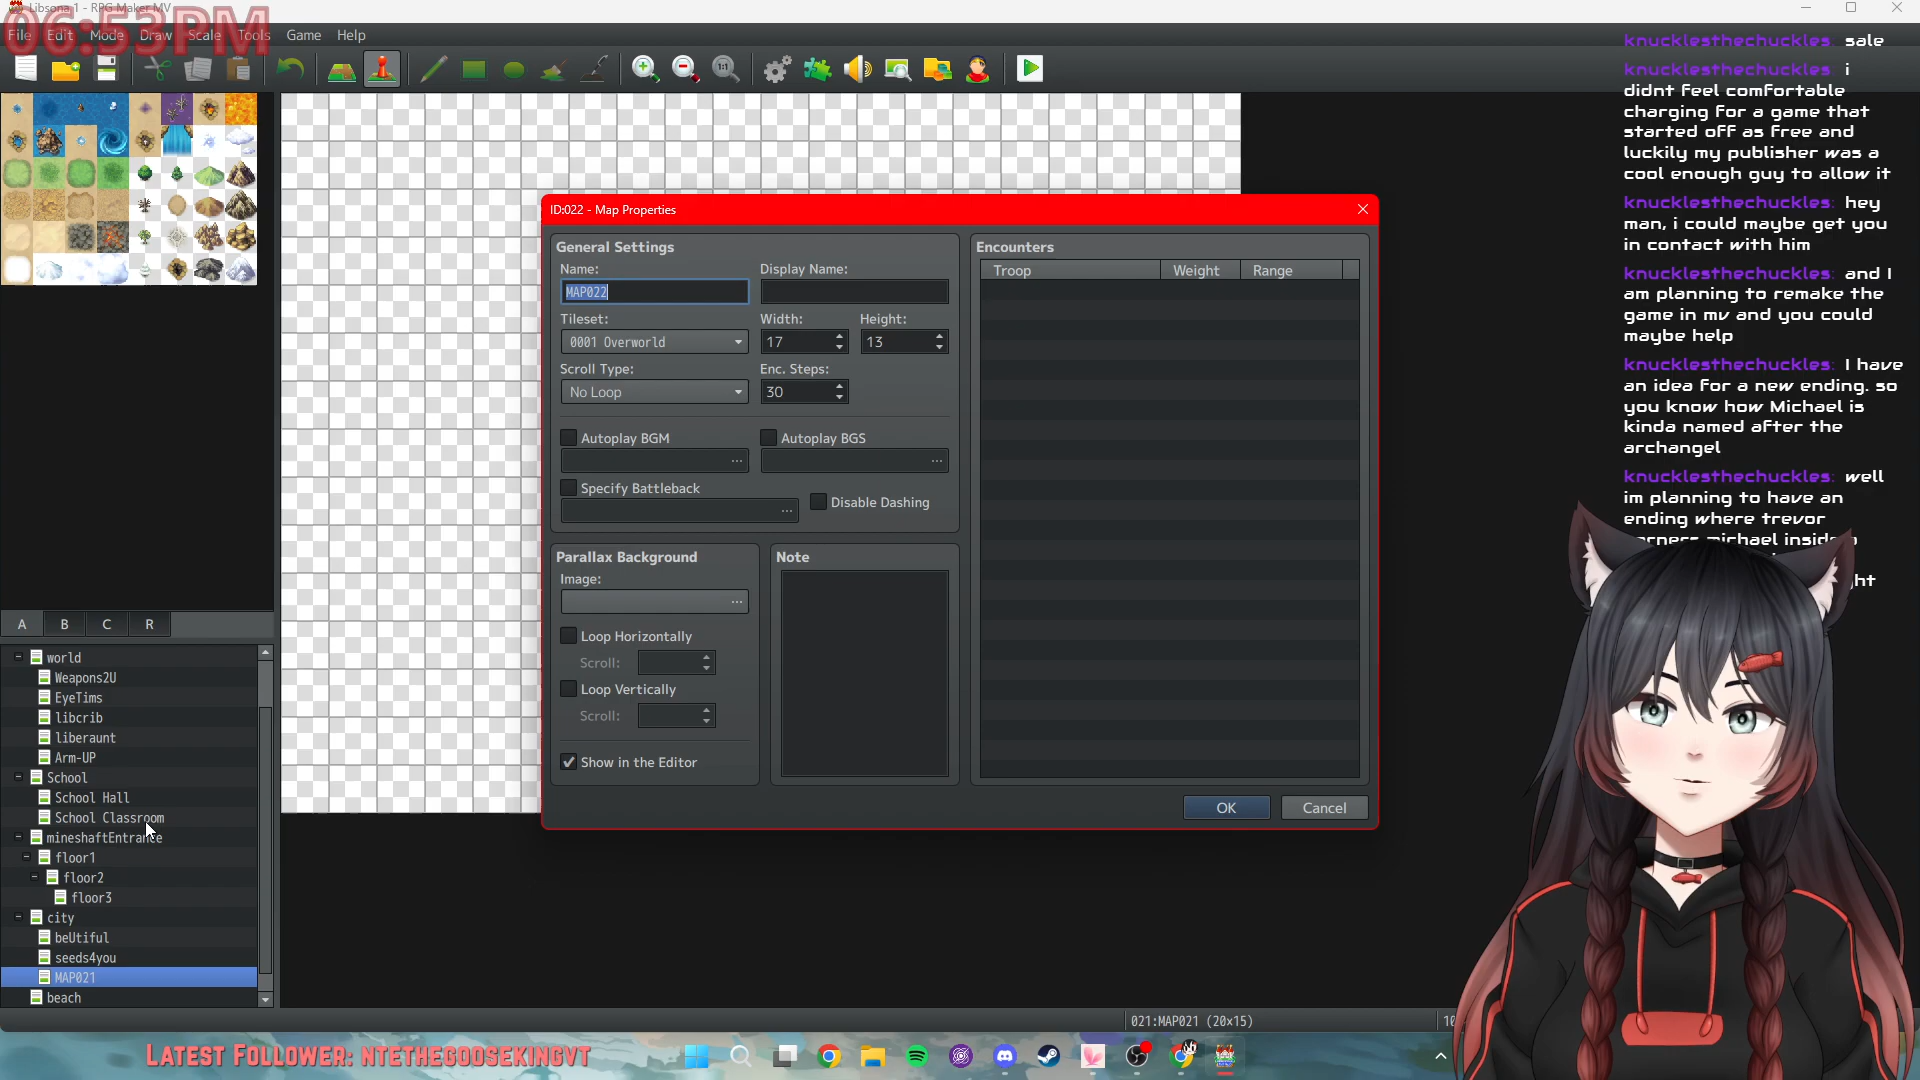 Libsona 1 - RPG Maker MV
06:53PM
File Edit Mode Draw Scale Tools Game Help
ID:022 - Map Properties
General Settings
Name:
Display Name:
MAP022
Tileset:
Width:
Height:
0001 Overworld
17
13
Scroll Type:
Enc. Steps:
No Loop
30
Autoplay BGM
Autoplay BGS
...
...
Specify Battleback
Disable Dashing
...
Parallax Background
Image:
...
Loop Horizontally
Scroll:
Loop Vertically
Scroll:
Show in the Editor
Note
Encounters
Troop
Weight
Range
OK
Cancel
A
B
C
R
world
Weapons2U
EyeTims
libcrib
liberaunt
Arm-UP
School
School Hall
School Classroom
mineshaftEntrance
floor1
floor2
floor3
city
beUtiful
seeds4you
MAP021
beach
021:MAP021 (20x15)
Latest Follower: ntethegoosekingvt
knucklesthechuckles: sale
knucklesthechuckles: i
didnt feel comfortable
charging for a game that
started off as free and
luckily my publisher was a
cool enough guy to allow it
knucklesthechuckles: hey
man, i could maybe get you
in contact with him
knucklesthechuckles: and I
am planning to remake the
game in mv and you could
maybe help
knucklesthechuckles: I have
an idea for a new ending. so
you know how Michael is
kinda named after the
archangel
knucklesthechuckles: well
im planning to have an
ending where trevor
michael